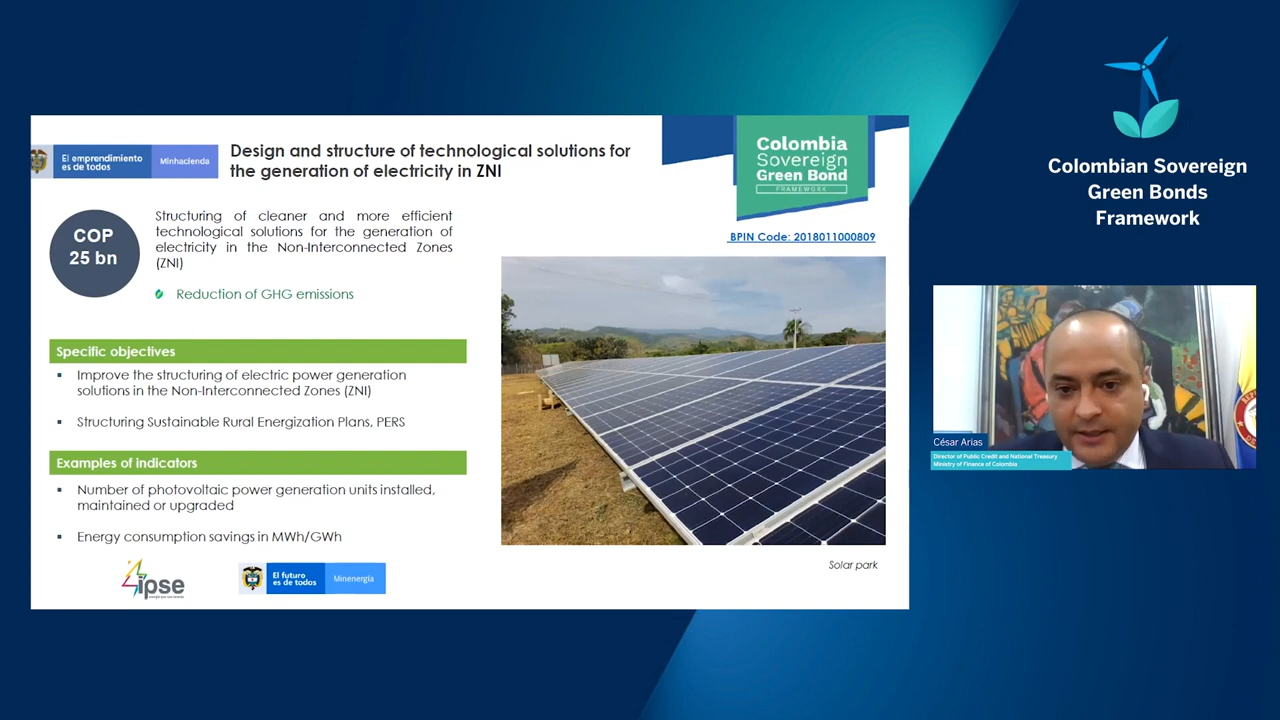 El emprendimiento
es de todos
Minhacienda
Design and structure of technological solutions for
the generation of electricity in ZNI
Colombia
Sovereign
Green Bond
FRAMEWORK
BPIN Code: 2018011000809
COP
25 bn
Structuring of cleaner and more efficient
technological solutions for the generation of
electricity in the Non-Interconnected Zones
(ZNI)
Reduction of GHG emissions
Specific objectives
▪ Improve the structuring of electric power generation
solutions in the Non-Interconnected Zones (ZNI)
▪ Structuring Sustainable Rural Energization Plans, PERS
Examples of indicators
▪ Number of photovoltaic power generation units installed,
maintained or upgraded
▪ Energy consumption savings in MWh/GWh
ipse
El futuro
es de todos
Minenergía
Solar park
Colombian Sovereign
Green Bonds
Framework
César Arias
Director of Public Credit and National Treasury
Ministry of Finance of Colombia